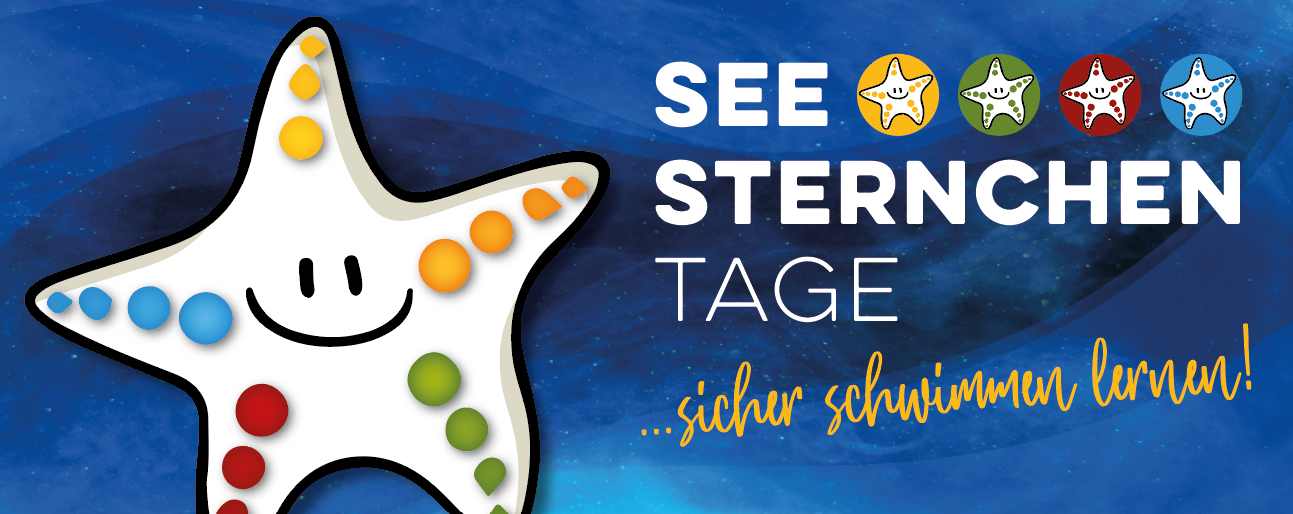 SEE
STERNCHEN
TAGE
...sicher schwimmen lernen!